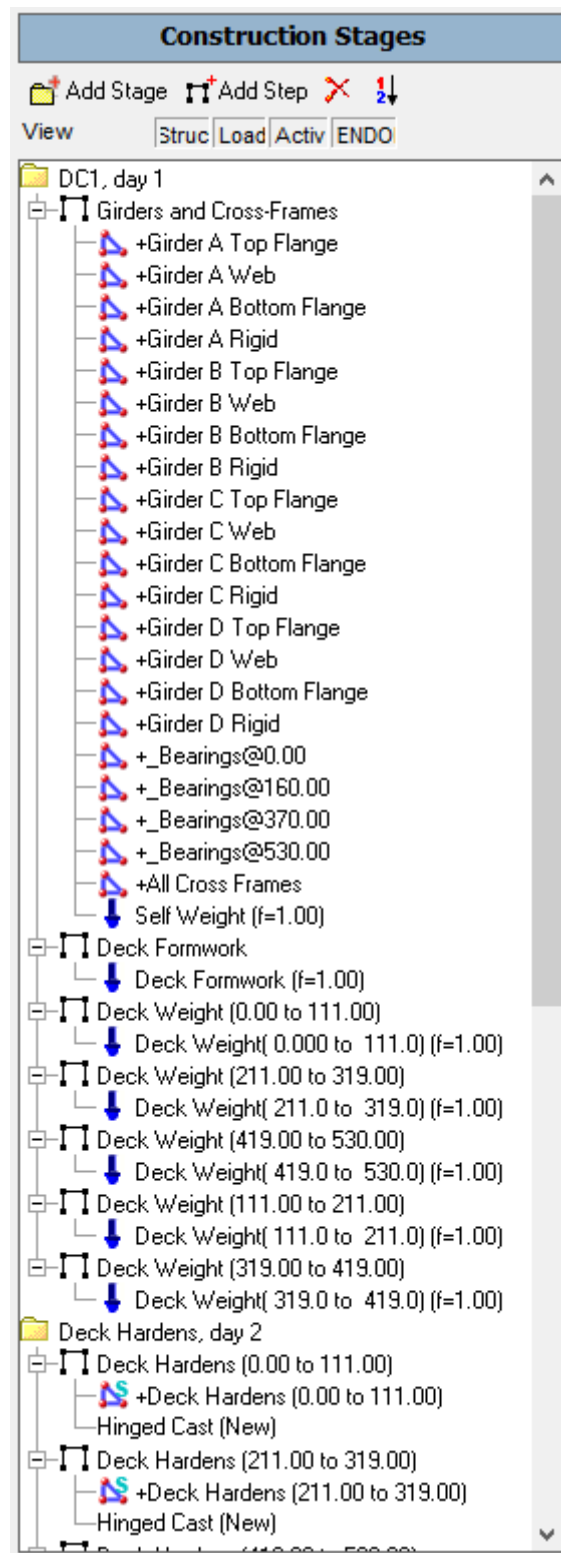 Construction Stages
Add Stage Add Step
View Struc Load Activ ENDO
DC1, day 1
Girders and Cross-Frames
+Girder A Top Flange
+Girder A Web
+Girder A Bottom Flange
+Girder A Rigid
+Girder B Top Flange
+Girder B Web
+Girder B Bottom Flange
+Girder B Rigid
+Girder C Top Flange
+Girder C Web
+Girder C Bottom Flange
+Girder C Rigid
+Girder D Top Flange
+Girder D Web
+Girder D Bottom Flange
+Girder D Rigid
+_Bearings@0.00
+_Bearings@160.00
+_Bearings@370.00
+_Bearings@530.00
+All Cross Frames
Self Weight (f=1.00)
Deck Formwork
Deck Formwork (f=1.00)
Deck Weight (0.00 to 111.00)
Deck Weight( 0.000 to 111.0) (f=1.00)
Deck Weight (211.00 to 319.00)
Deck Weight( 211.0 to 319.0) (f=1.00)
Deck Weight (419.00 to 530.00)
Deck Weight( 419.0 to 530.0) (f=1.00)
Deck Weight (111.00 to 211.00)
Deck Weight( 111.0 to 211.0) (f=1.00)
Deck Weight (319.00 to 419.00)
Deck Weight( 319.0 to 419.0) (f=1.00)
Deck Hardens, day 2
Deck Hardens (0.00 to 111.00)
+Deck Hardens (0.00 to 111.00)
Hinged Cast (New)
Deck Hardens (211.00 to 319.00)
+Deck Hardens (211.00 to 319.00)
Hinged Cast (New)